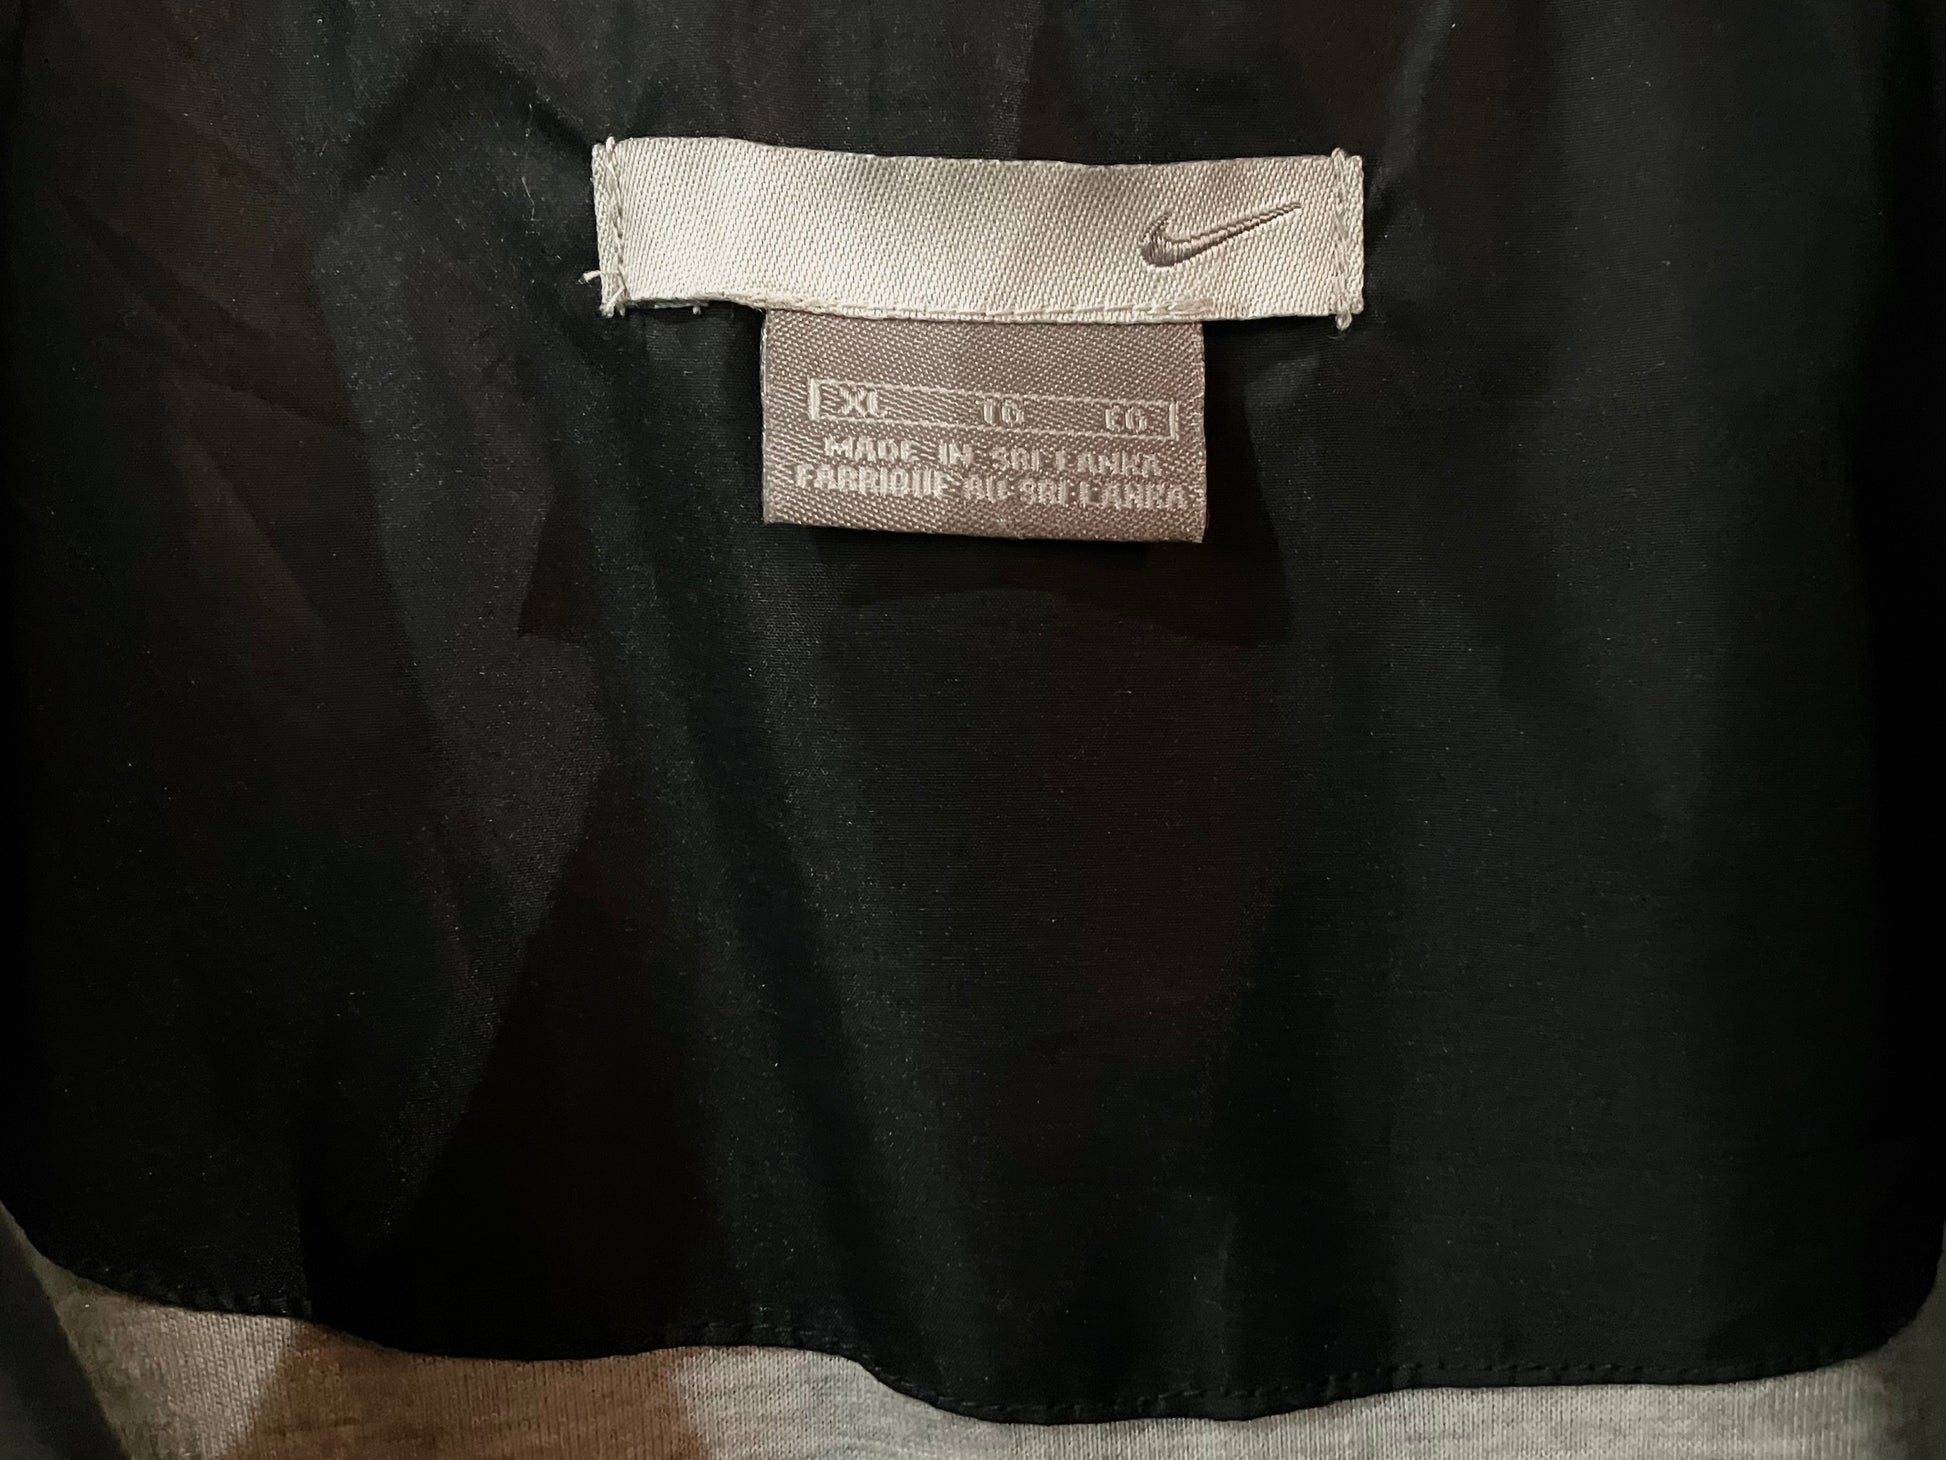 XL TG EG
MADE IN SRI LANKA
FABRIQUE AU SRI LANKA